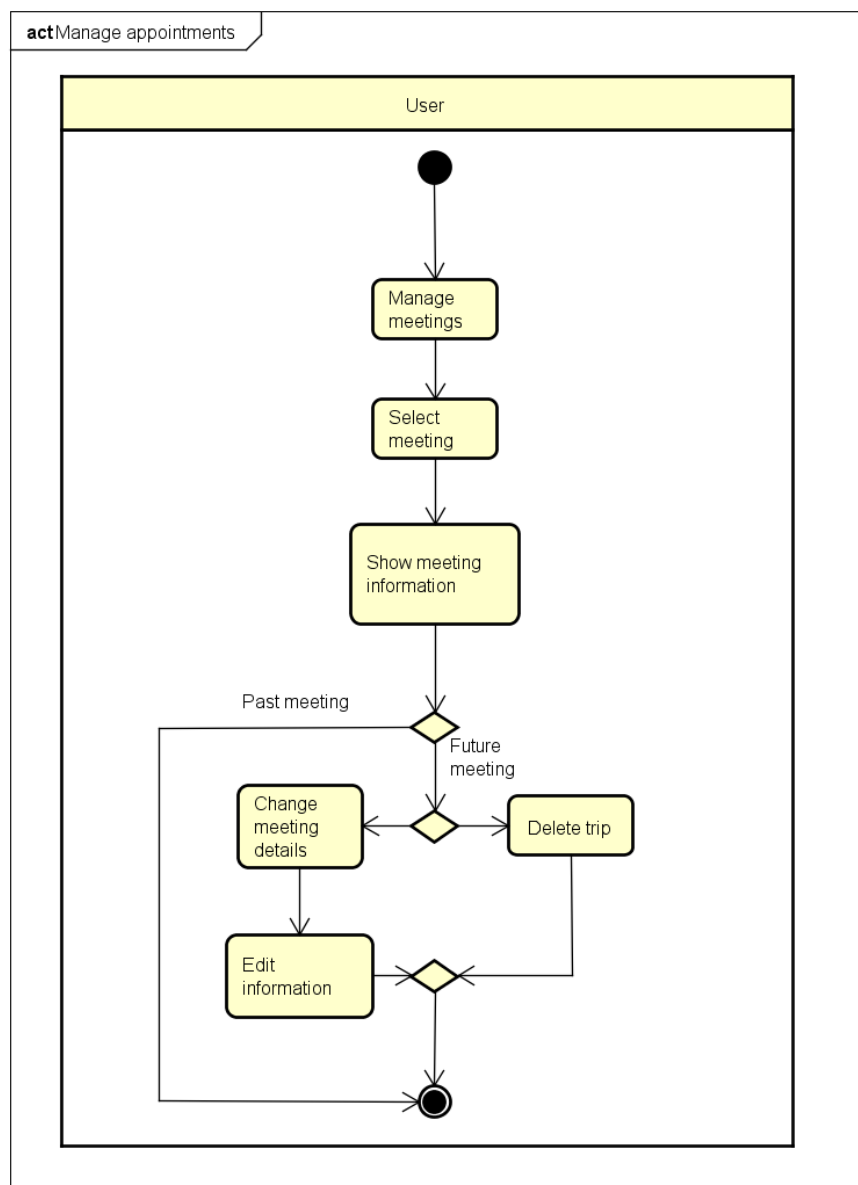 act Manage appointments
User
Manage
meetings
Select
meeting
Show meeting
information
Past meeting
Future
meeting
Change
meeting
details
Delete trip
Edit
information